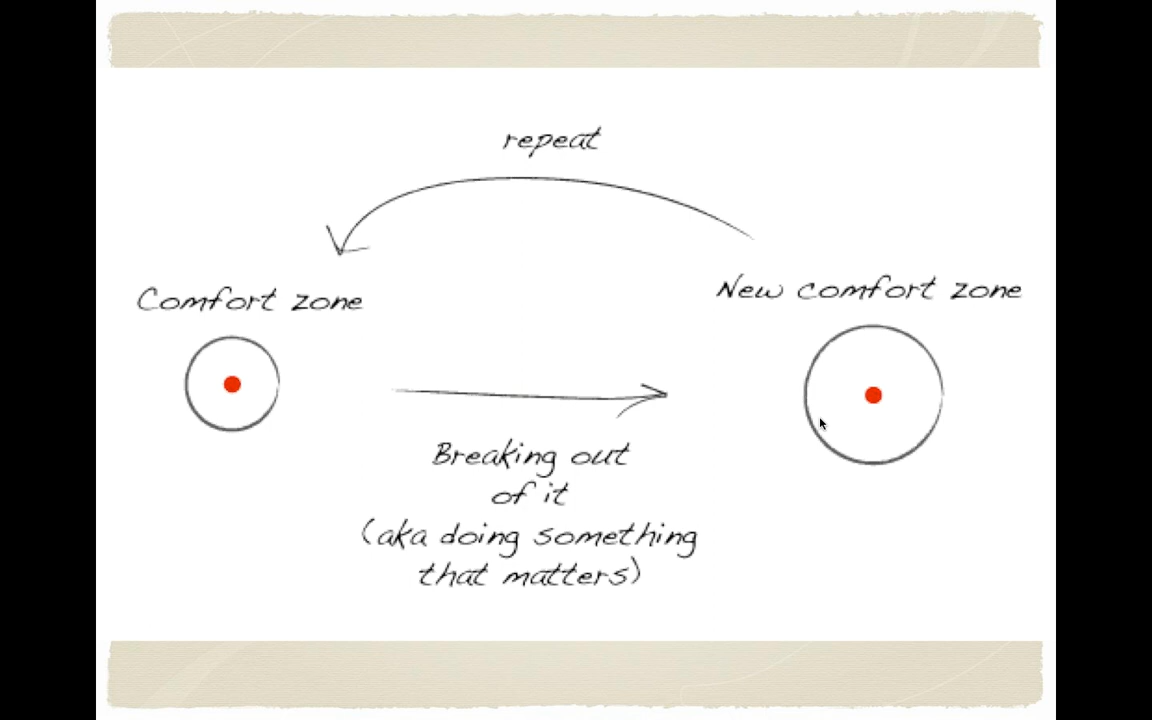 repeat
Comfort zone
New comfort zone
Breaking out
of it
(aka doing something
that matters)